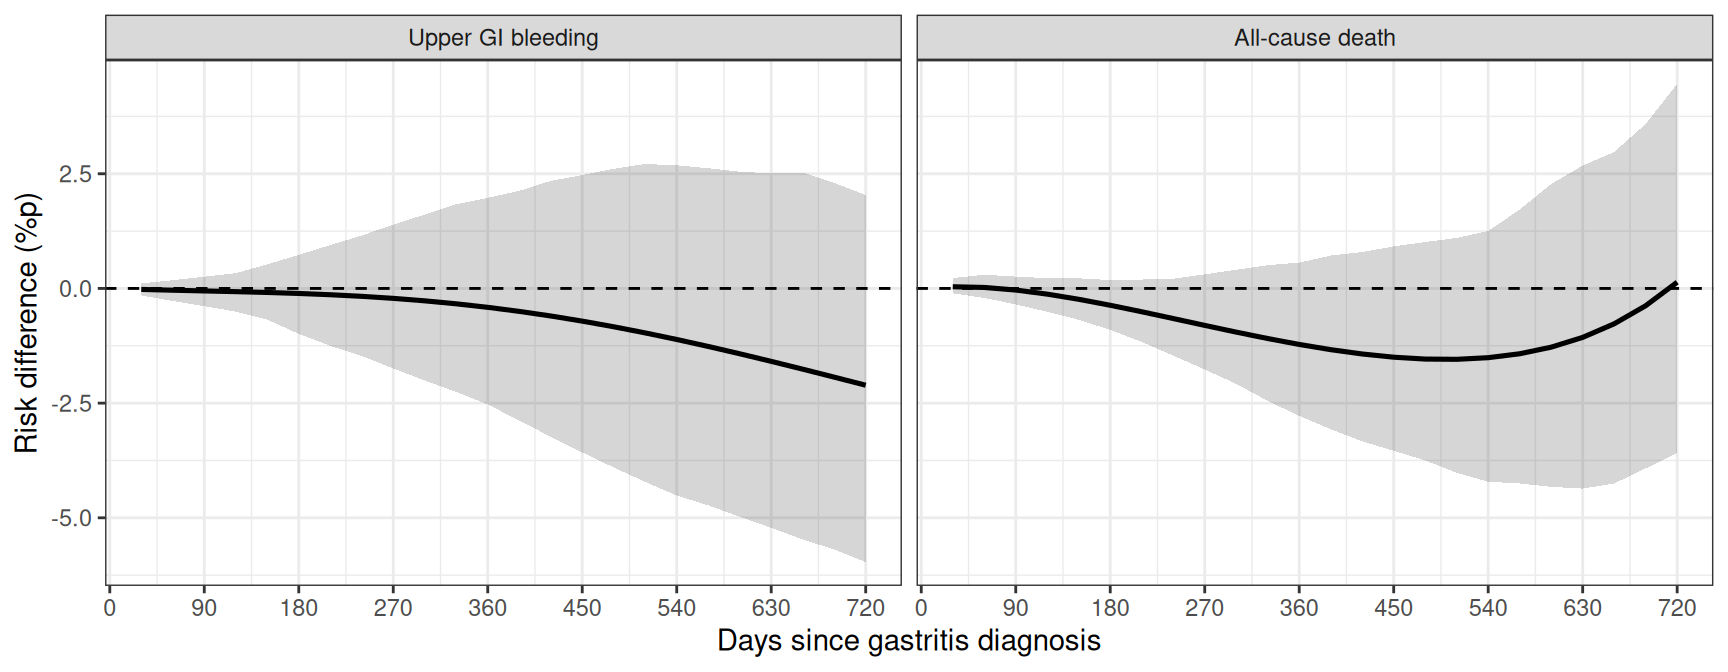 Upper GI bleeding
All-cause death
Risk difference (%p)
2.5
0.0
-2.5
-5.0
0 90 180 270 360 450 540 630 720
0 90 180 270 360 450 540 630 720
Days since gastritis diagnosis